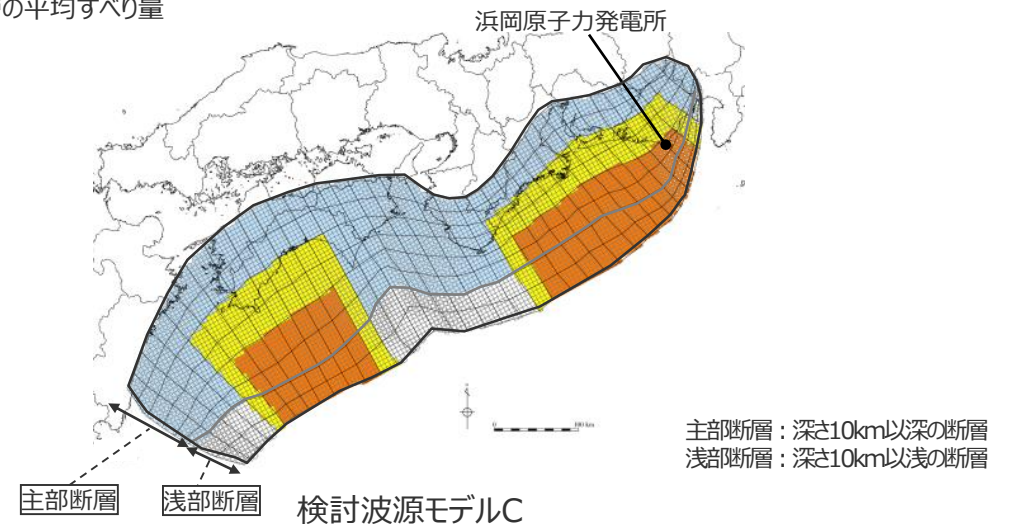 の平均すべり量
浜岡原子力発電所
0 100 km
主部断層：深さ10km以深の断層
浅部断層：深さ10km以浅の断層
主部断層
浅部断層
検討波源モデルC